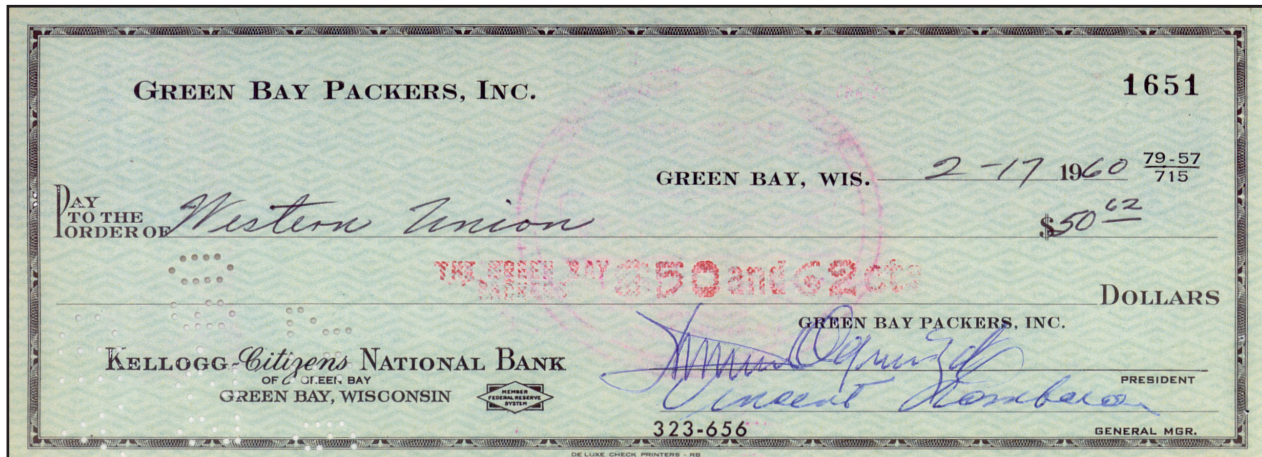 GREEN BAY PACKERS, INC.
1651
GREEN BAY, WIS. 2-17 1960 79-57/715
PAY TO THE ORDER OF Western Union $50 62
THE GREEN BAY PACKERS $50 and 62 cts DOLLARS
GREEN BAY PACKERS, INC.
KELLOGG-Citizens NATIONAL BANK
OF GREEN BAY
GREEN BAY, WISCONSIN
MEMBER FEDERAL RESERVE SYSTEM
PRESIDENT
Vincent Lombardi
323-656
GENERAL MGR.
DE LUXE CHECK PRINTERS - RB